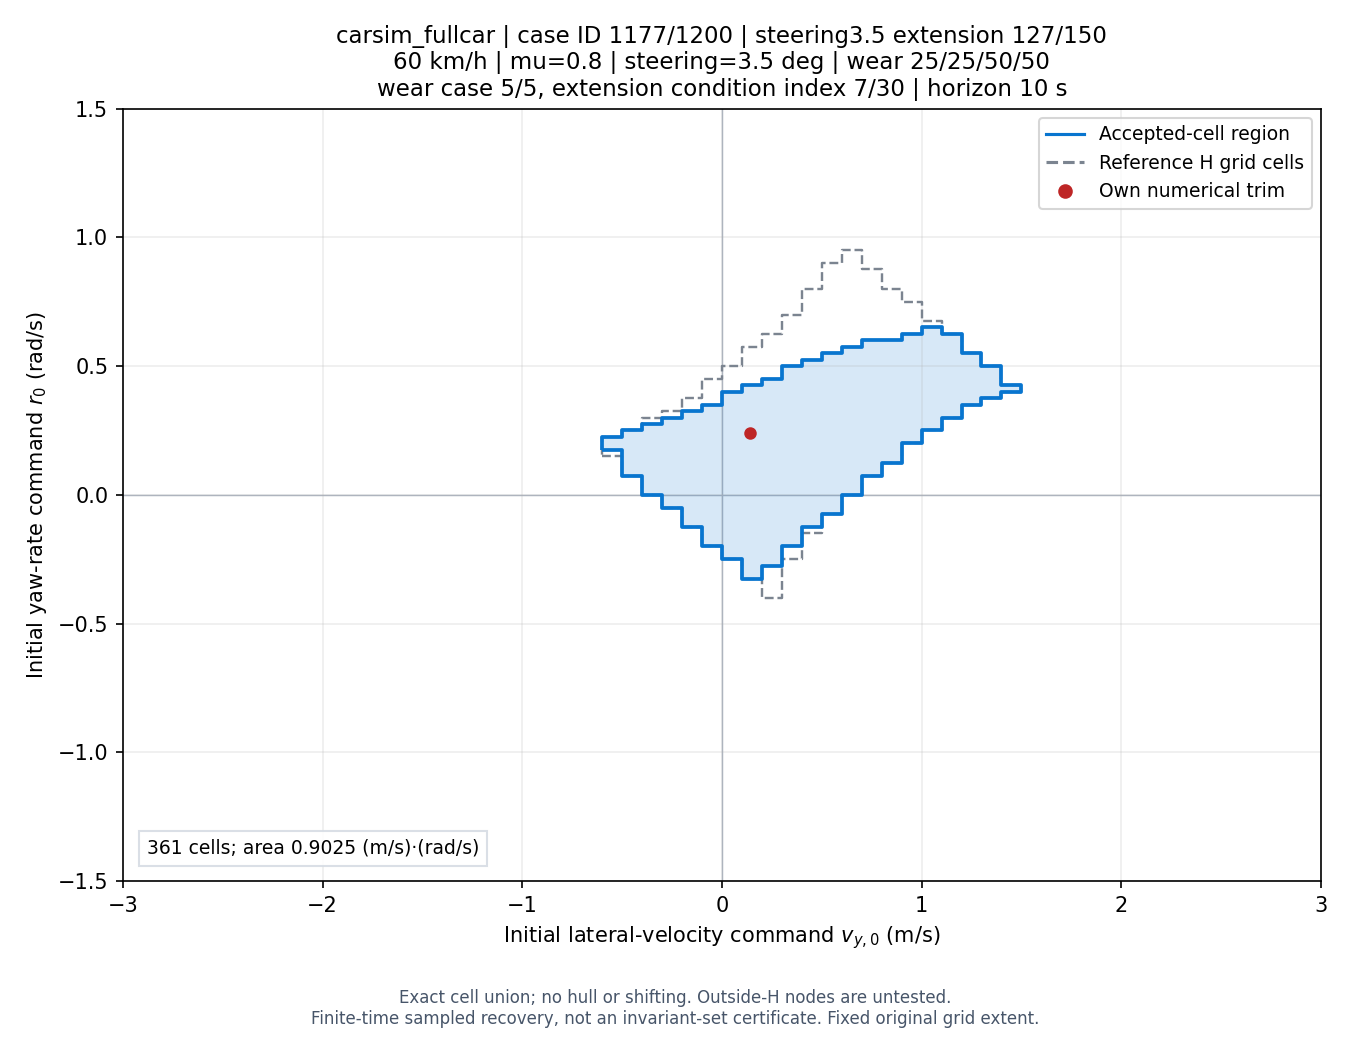 carsim_fullcar | case ID 1177/1200 | steering3.5 extension 127/150
60 km/h | mu=0.8 | steering=3.5 deg | wear 25/25/50/50
wear case 5/5, extension condition index 7/30 | horizon 10 s
Accepted-cell region
Reference H grid cells
Own numerical trim
1.5
1.0
0.5
0.0
−0.5
−1.0
−1.5
Initial yaw-rate command r₀ (rad/s)
361 cells; area 0.9025 (m/s)·(rad/s)
−3
−2
−1
0
1
2
3
Initial lateral-velocity command v_{y,0} (m/s)
Exact cell union; no hull or shifting. Outside-H nodes are untested.
Finite-time sampled recovery, not an invariant-set certificate. Fixed original grid extent.